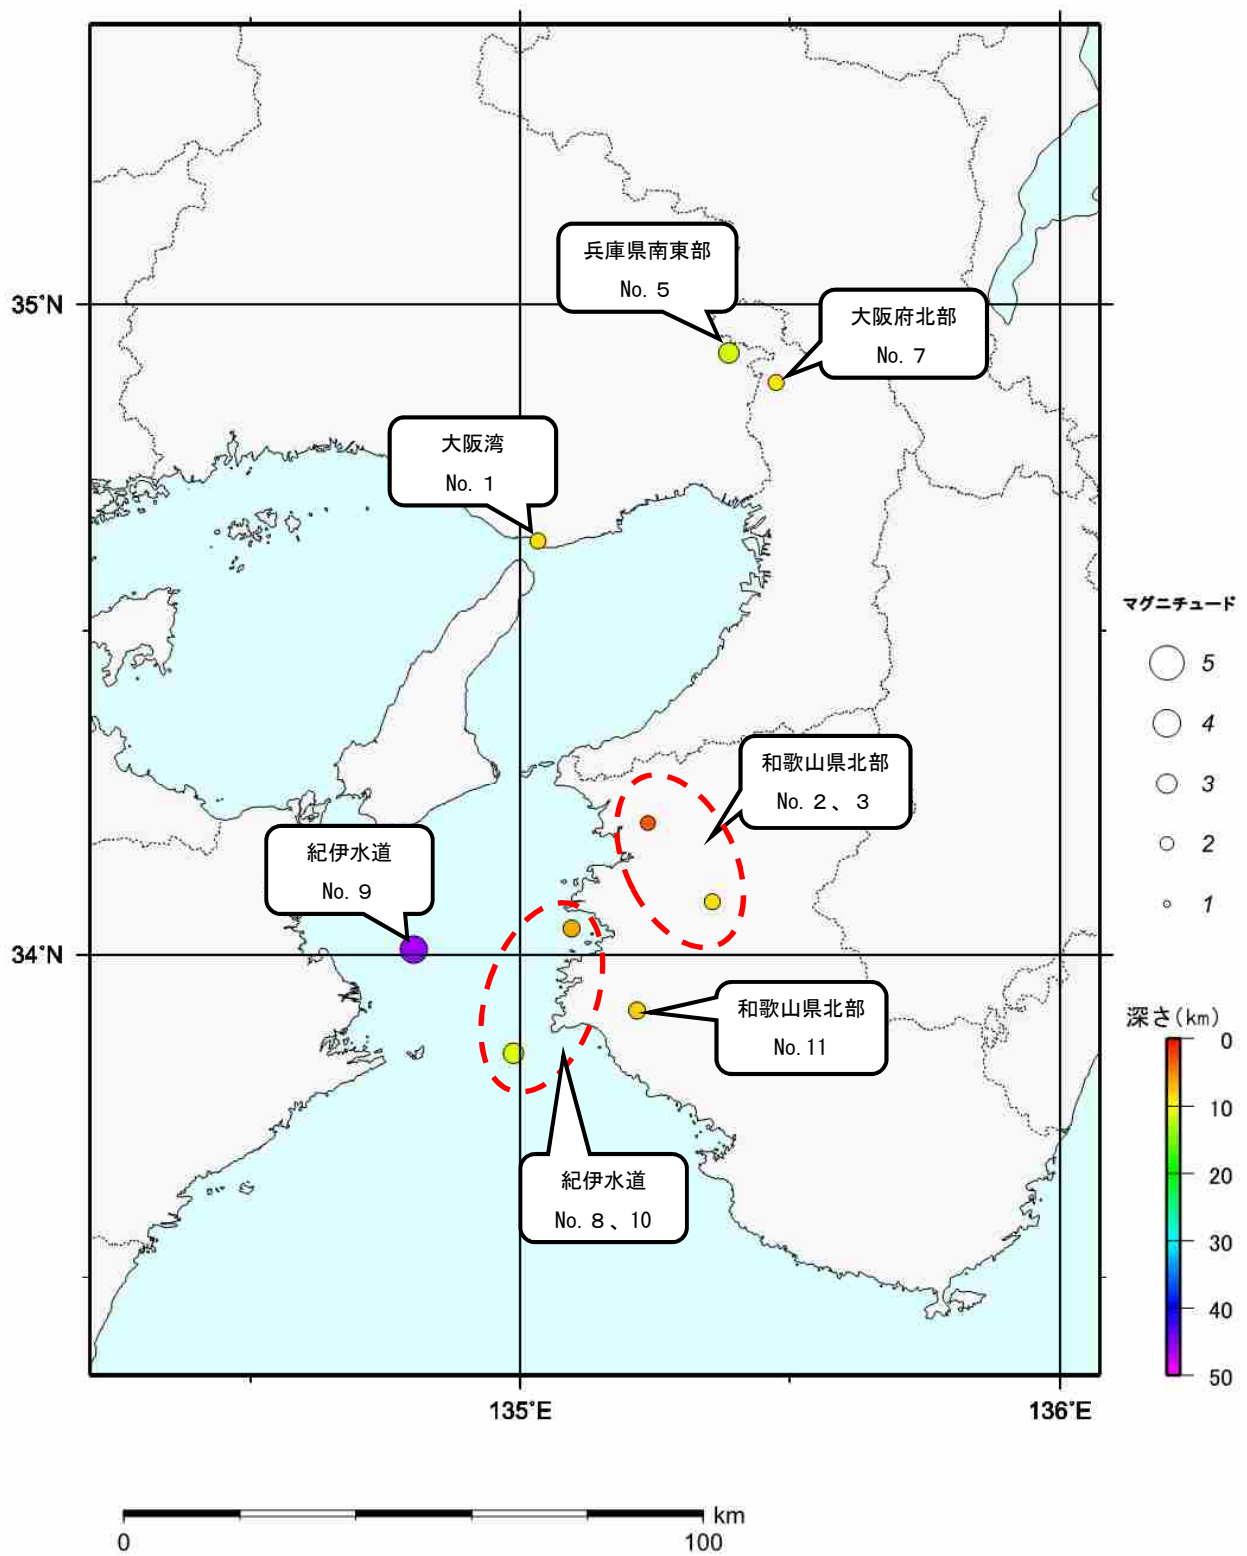 兵庫県南東部
No. 5
35°N
大阪府北部
No. 7
大阪湾
No. 1
マグニチュード
5
4
3
2
1
和歌山県北部
No. 2、3
紀伊水道
No. 9
34°N
和歌山県北部
No. 11
深さ(km)
0
10
20
30
40
50
紀伊水道
No. 8、10
135°E
136°E
km
0
100